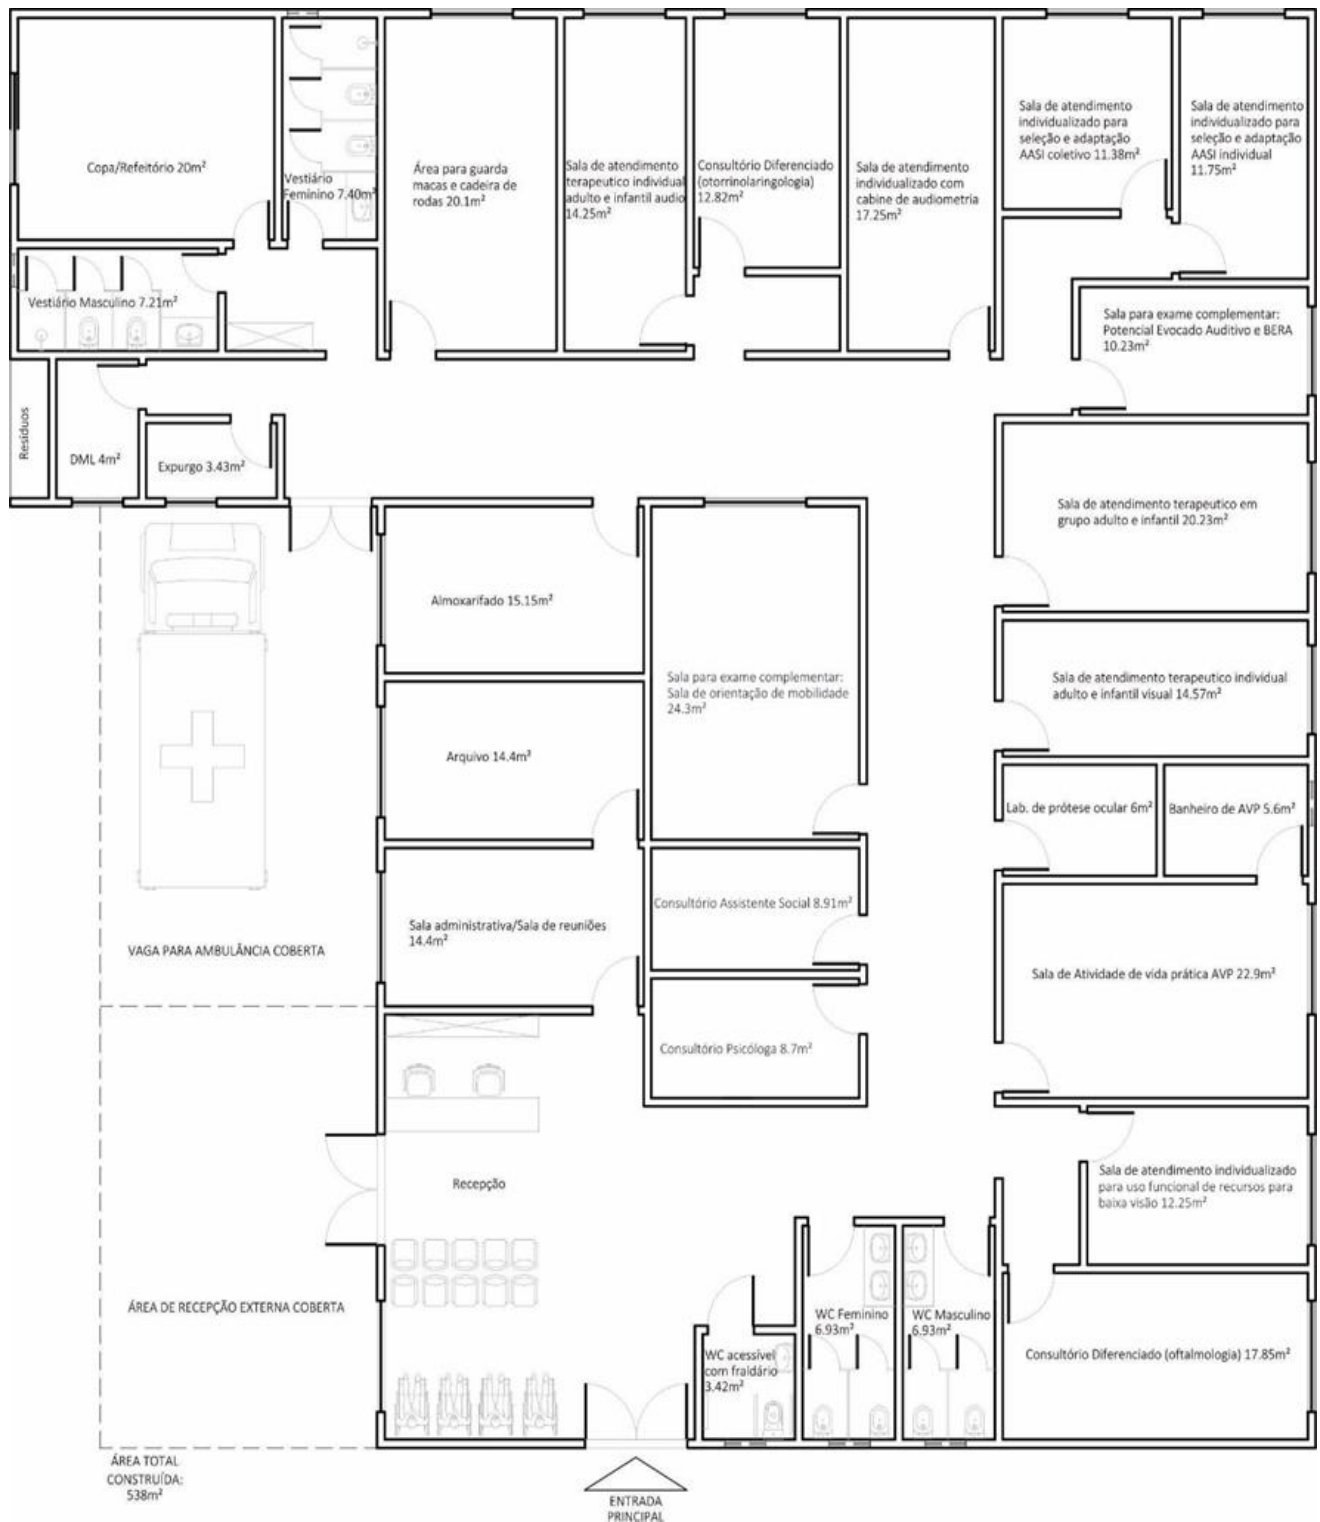 Copa/Refeitório 20m²
Vestiário
Feminino 7.40m²
Área para guarda
macas e cadeira de
rodas 20.1m²
Sala de atendimento
terapeutico individual
adulto e infantil audio
14.25m²
Consultório Diferenciado
(otorrinolaringologia)
12.82m²
Sala de atendimento
individualizado com
cabine de audiometria
17.25m²
Sala de atendimento
individualizado para
seleção e adaptação
AASI coletivo 11.38m²
Sala de atendimento
individualizado para
seleção e adaptação
AASI individual
11.75m²
Vestiário Masculino 7.21m²
Sala para exame complementar:
Potencial Evocado Auditivo e BERA
10.23m²
Resíduos
DML 4m²
Expurgo 3.43m²
Sala de atendimento terapeutico em
grupo adulto e infantil 20.23m²
Almoxarifado 15.15m²
Sala para exame complementar:
Sala de orientação de mobilidade
24.3m²
Sala de atendimento terapeutico individual
adulto e infantil visual 14.57m²
Arquivo 14.4m²
Lab. de prótese ocular 6m²
Banheiro de AVP 5.6m²
Sala administrativa/Sala de reuniões
14.4m²
Consultório Assistente Social 8.91m²
VAGA PARA AMBULÂNCIA COBERTA
Sala de Atividade de vida prática AVP 22.9m²
Consultório Psicóloga 8.7m²
Recepção
Sala de atendimento individualizado
para uso funcional de recursos para
baixa visão 12.25m²
ÁREA DE RECEPÇÃO EXTERNA COBERTA
WC Feminino
6.93m²
WC Masculino
6.93m²
WC acessível
com fraldário
3.42m²
Consultório Diferenciado (oftalmologia) 17.85m²
ÁREA TOTAL
CONSTRUÍDA:
538m²
ENTRADA
PRINCIPAL